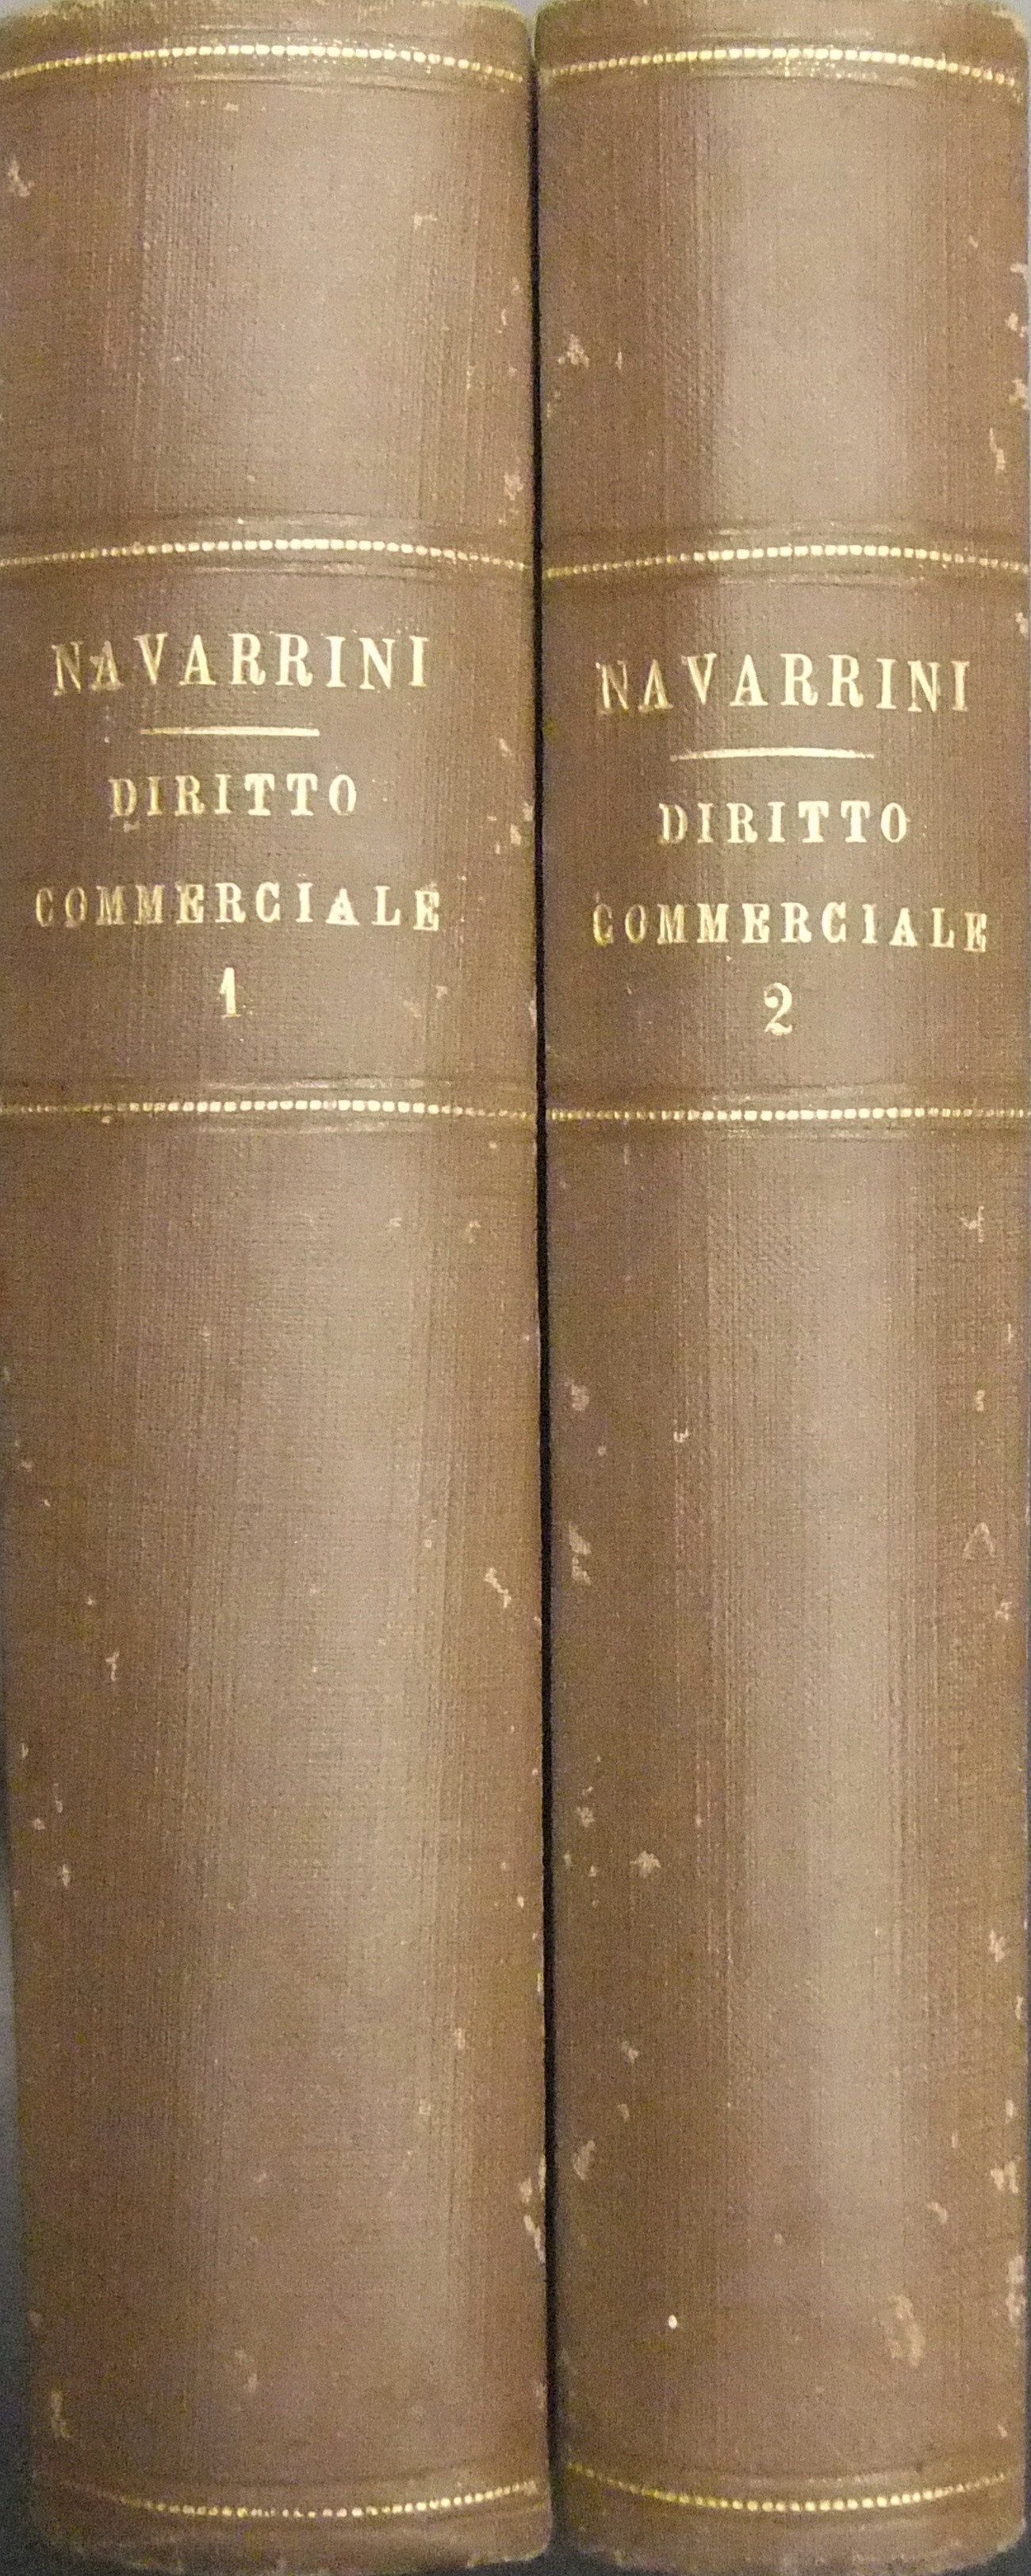 NAVARRINI
DIRITTO
COMMERCIALE
1
NAVARRINI
DIRITTO
COMMERCIALE
2